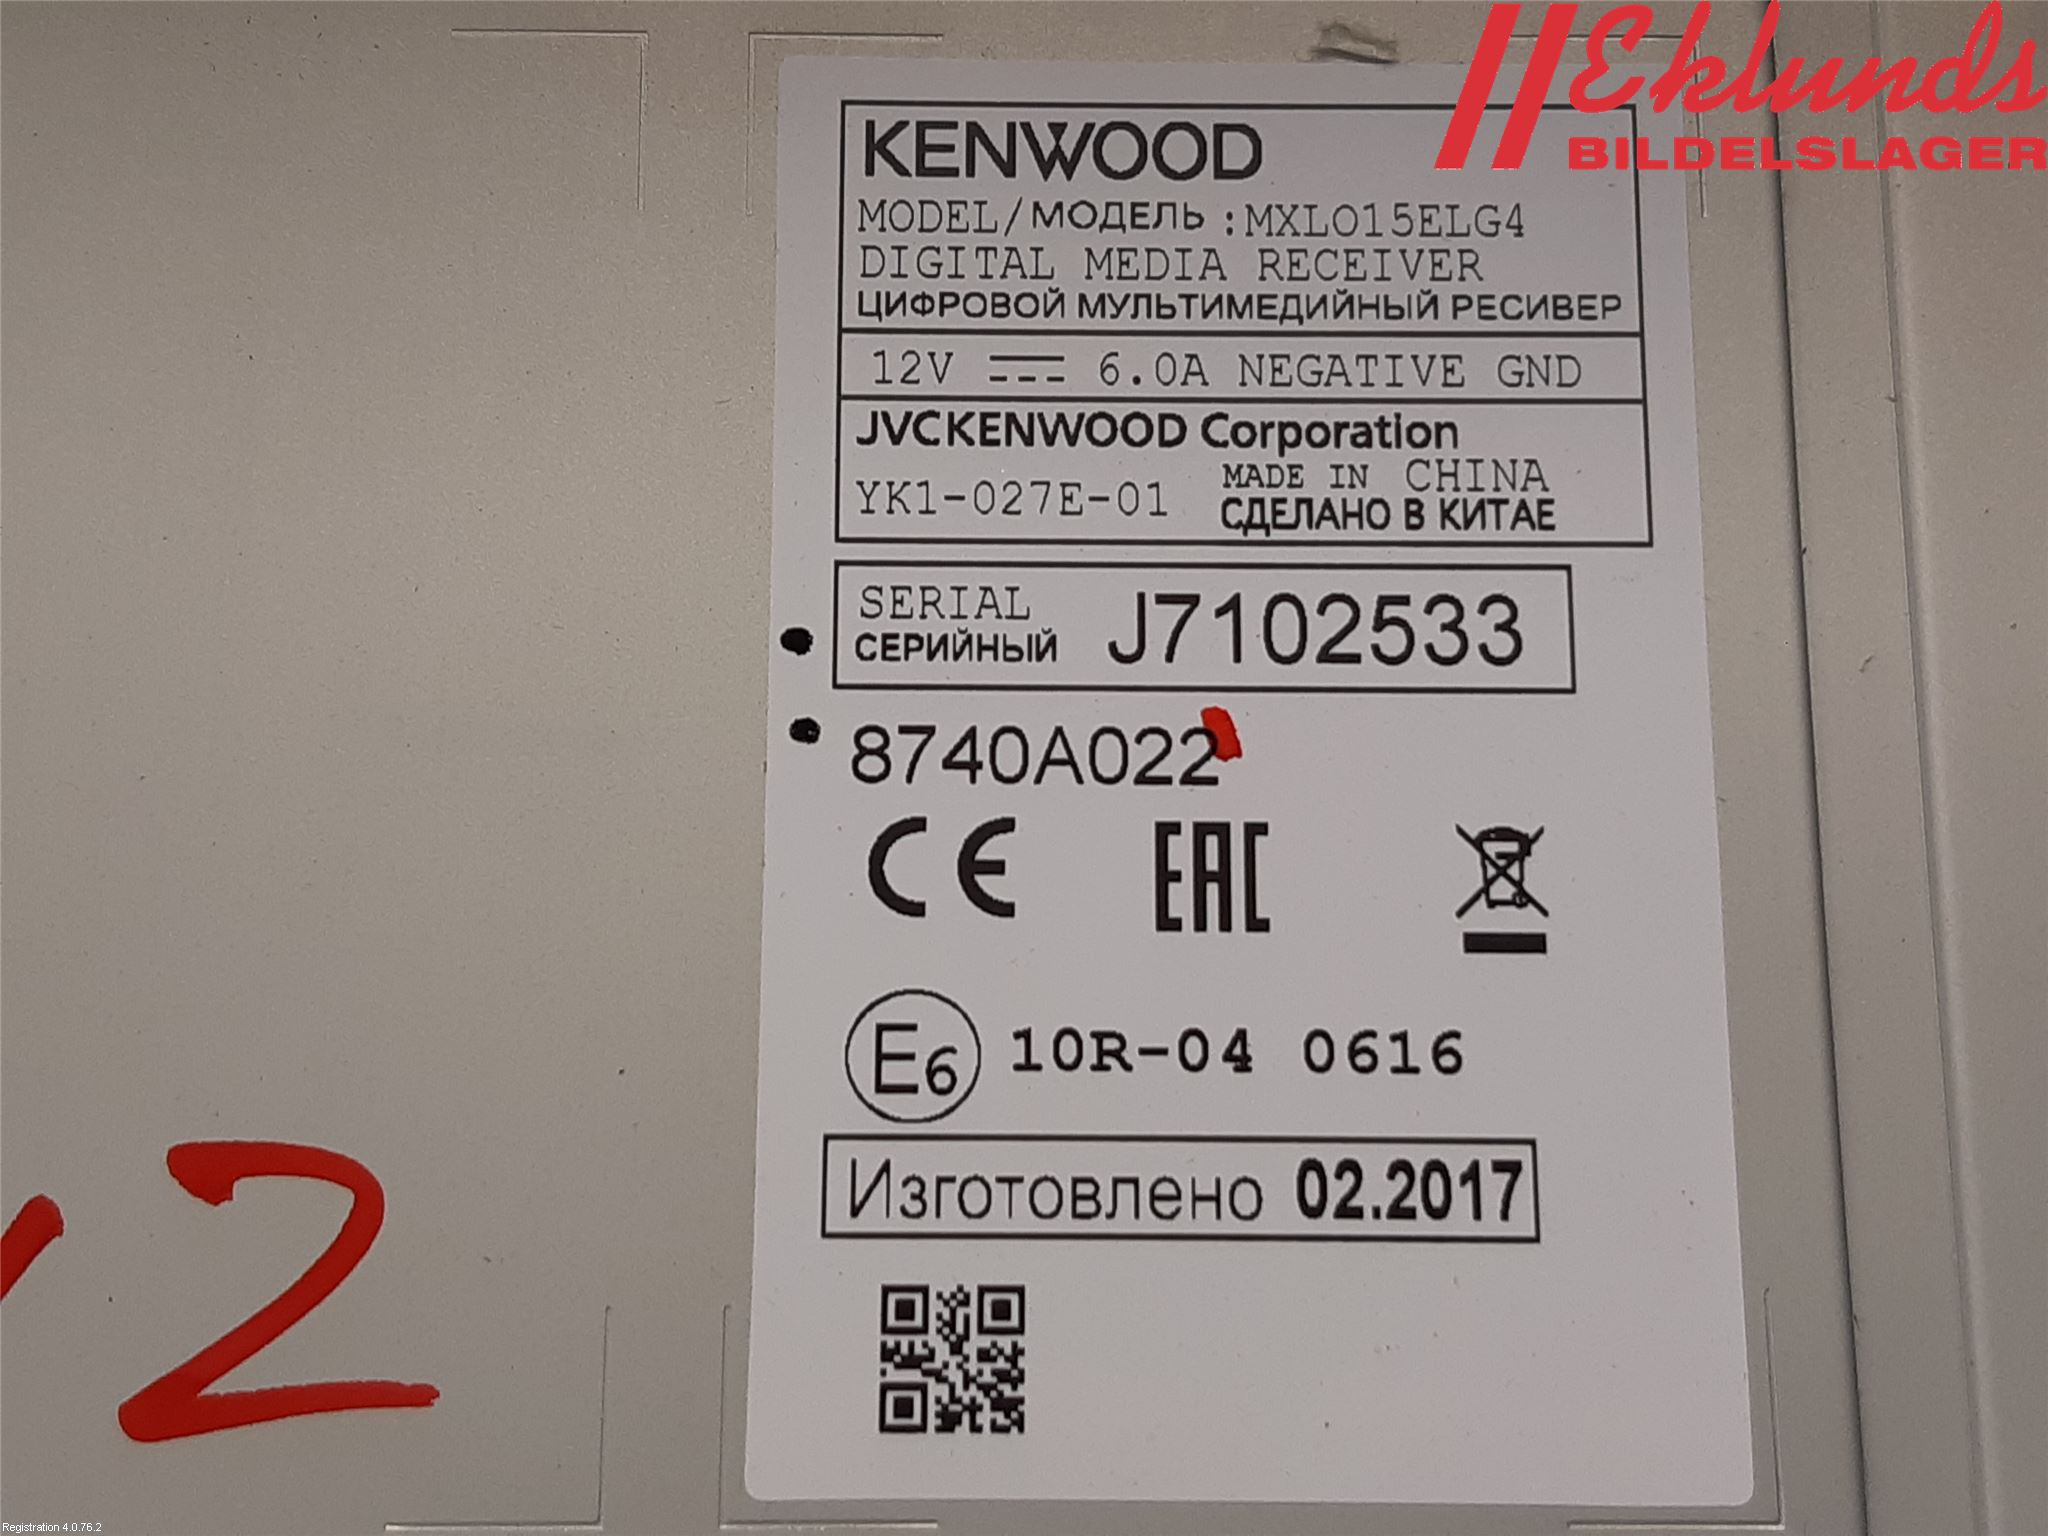 Eklunds
BILDELSLAGER
KENWOOD
MODEL/МОДЕЛЬ :MXL015ELG4
DIGITAL MEDIA RECEIVER
ЦИФРОВОЙ МУЛЬТИМЕДИЙНЫЙ РЕСИВЕР
12V 6.0A NEGATIVE GND
JVCKENWOOD Corporation
YK1-027E-01 MADE IN CHINA
СДЕЛАНО В КИТАЕ
SERIAL
СЕРИЙНЫЙ J7102533
8740A022
CE EAC
E6 10R-04 0616
Изготовлено 02.2017
2
Registration 4.0.76.2